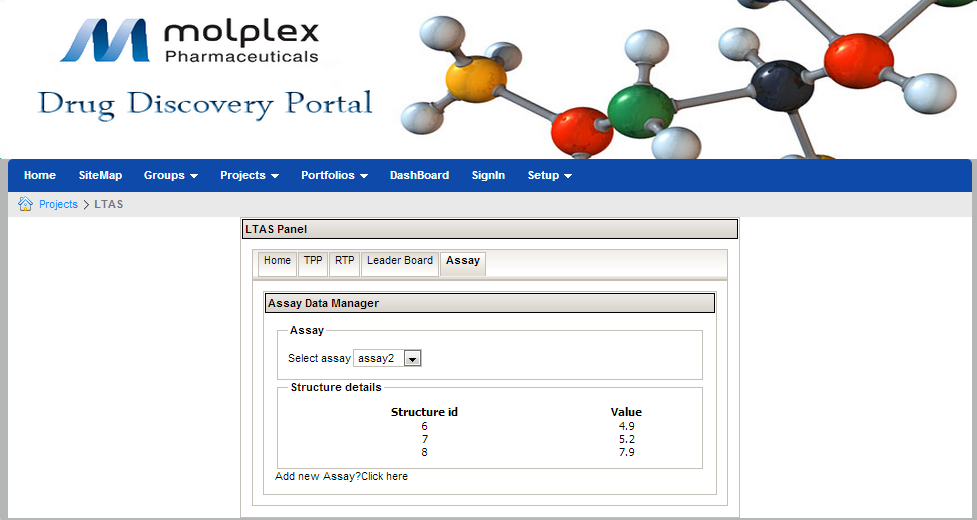 molplex
Pharmaceuticals
Drug Discovery Portal
Home SiteMap Groups Projects Portfolios DashBoard SignIn Setup
Projects > LTAS
LTAS Panel
Home TPP RTP Leader Board Assay
Assay Data Manager
Assay
Select assay assay2
Structure details
Structure id Value
6 4.9
7 5.2
8 7.9
Add new Assay?Click here